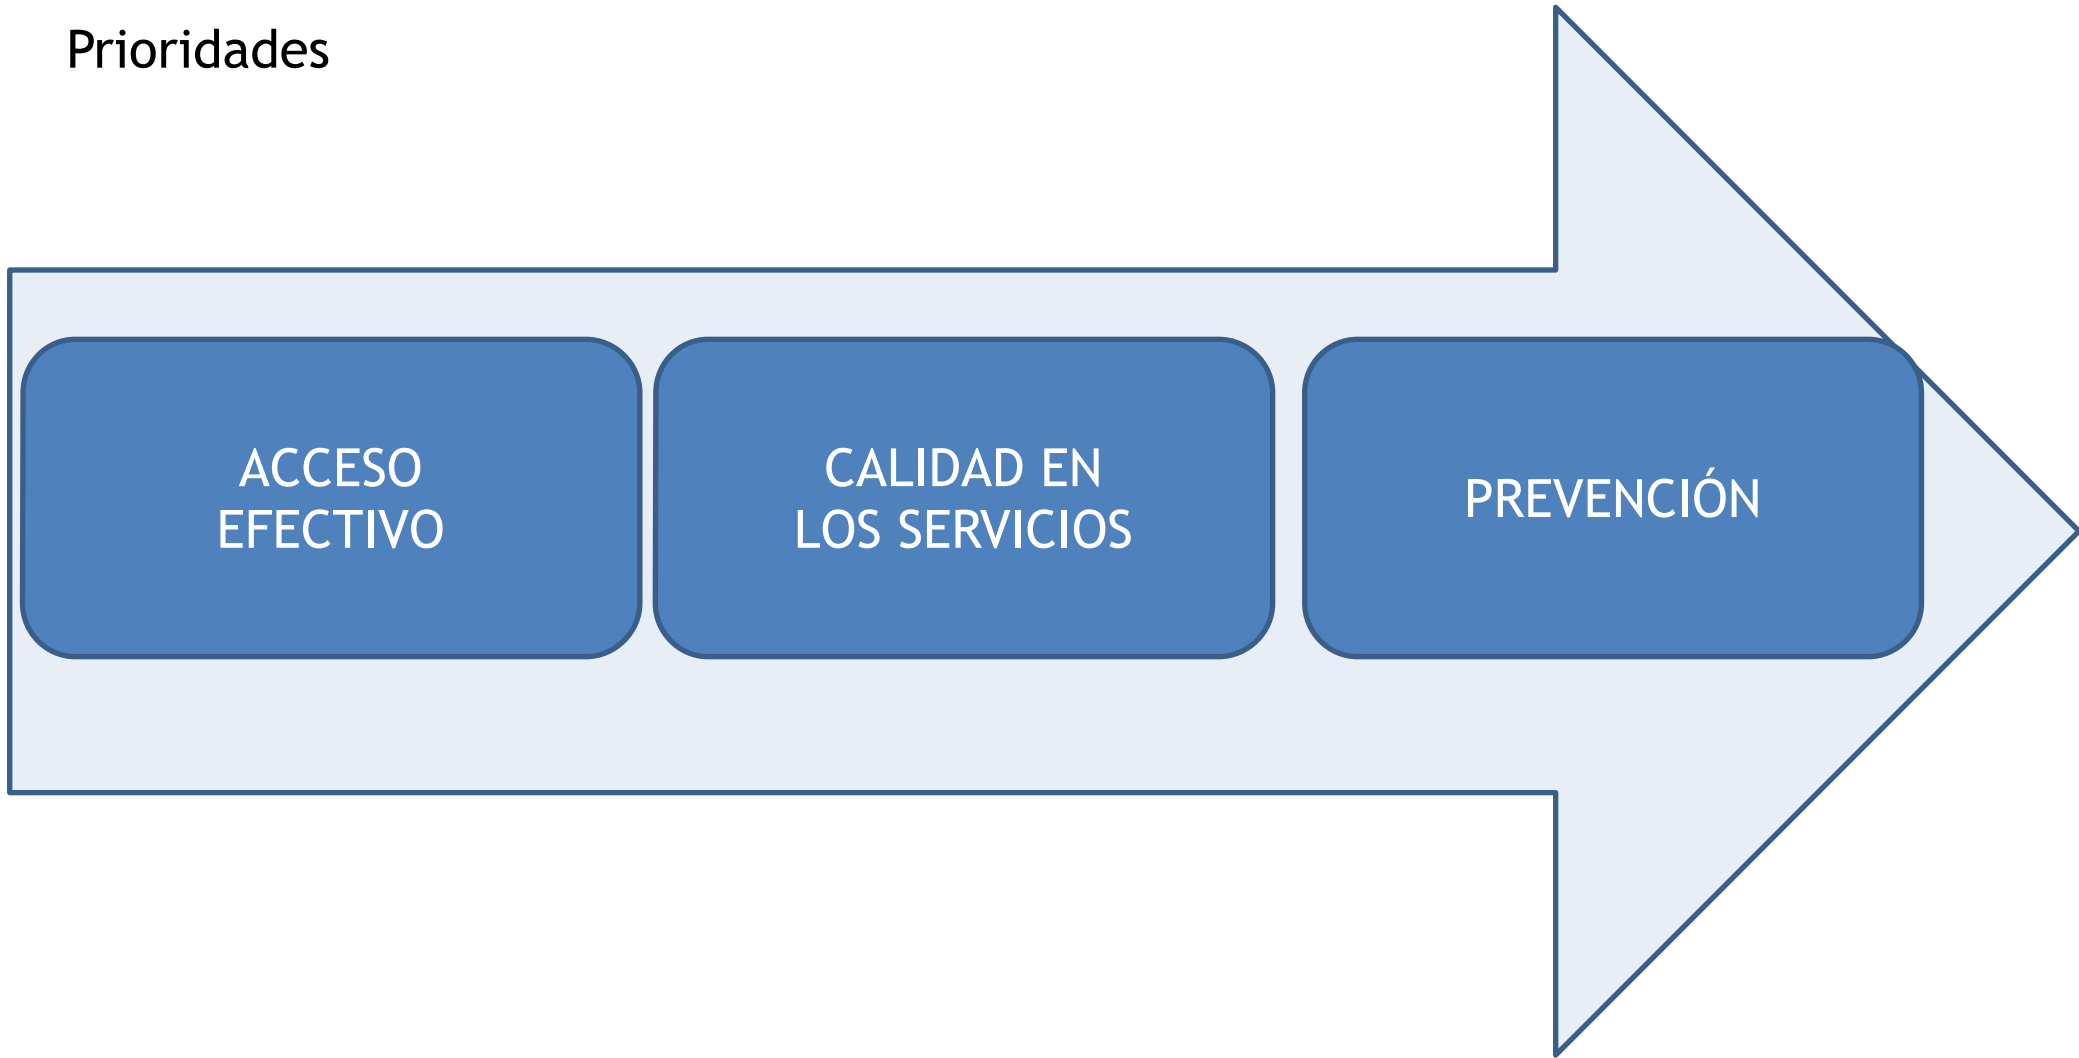 Prioridades
ACCESO
EFECTIVO
CALIDAD EN
LOS SERVICIOS
PREVENCIÓN